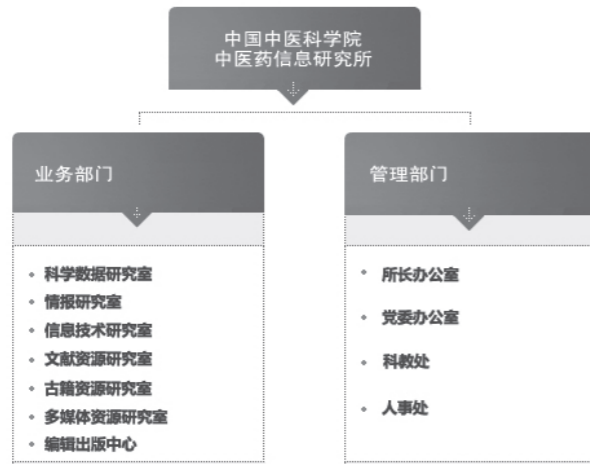 中国中医科学院
中医药信息研究所
业务部门
科学数据研究室
情报研究室
信息技术研究室
文献资源研究室
古籍资源研究室
多媒体资源研究室
编辑出版中心
管理部门
所长办公室
党委办公室
科教处
人事处